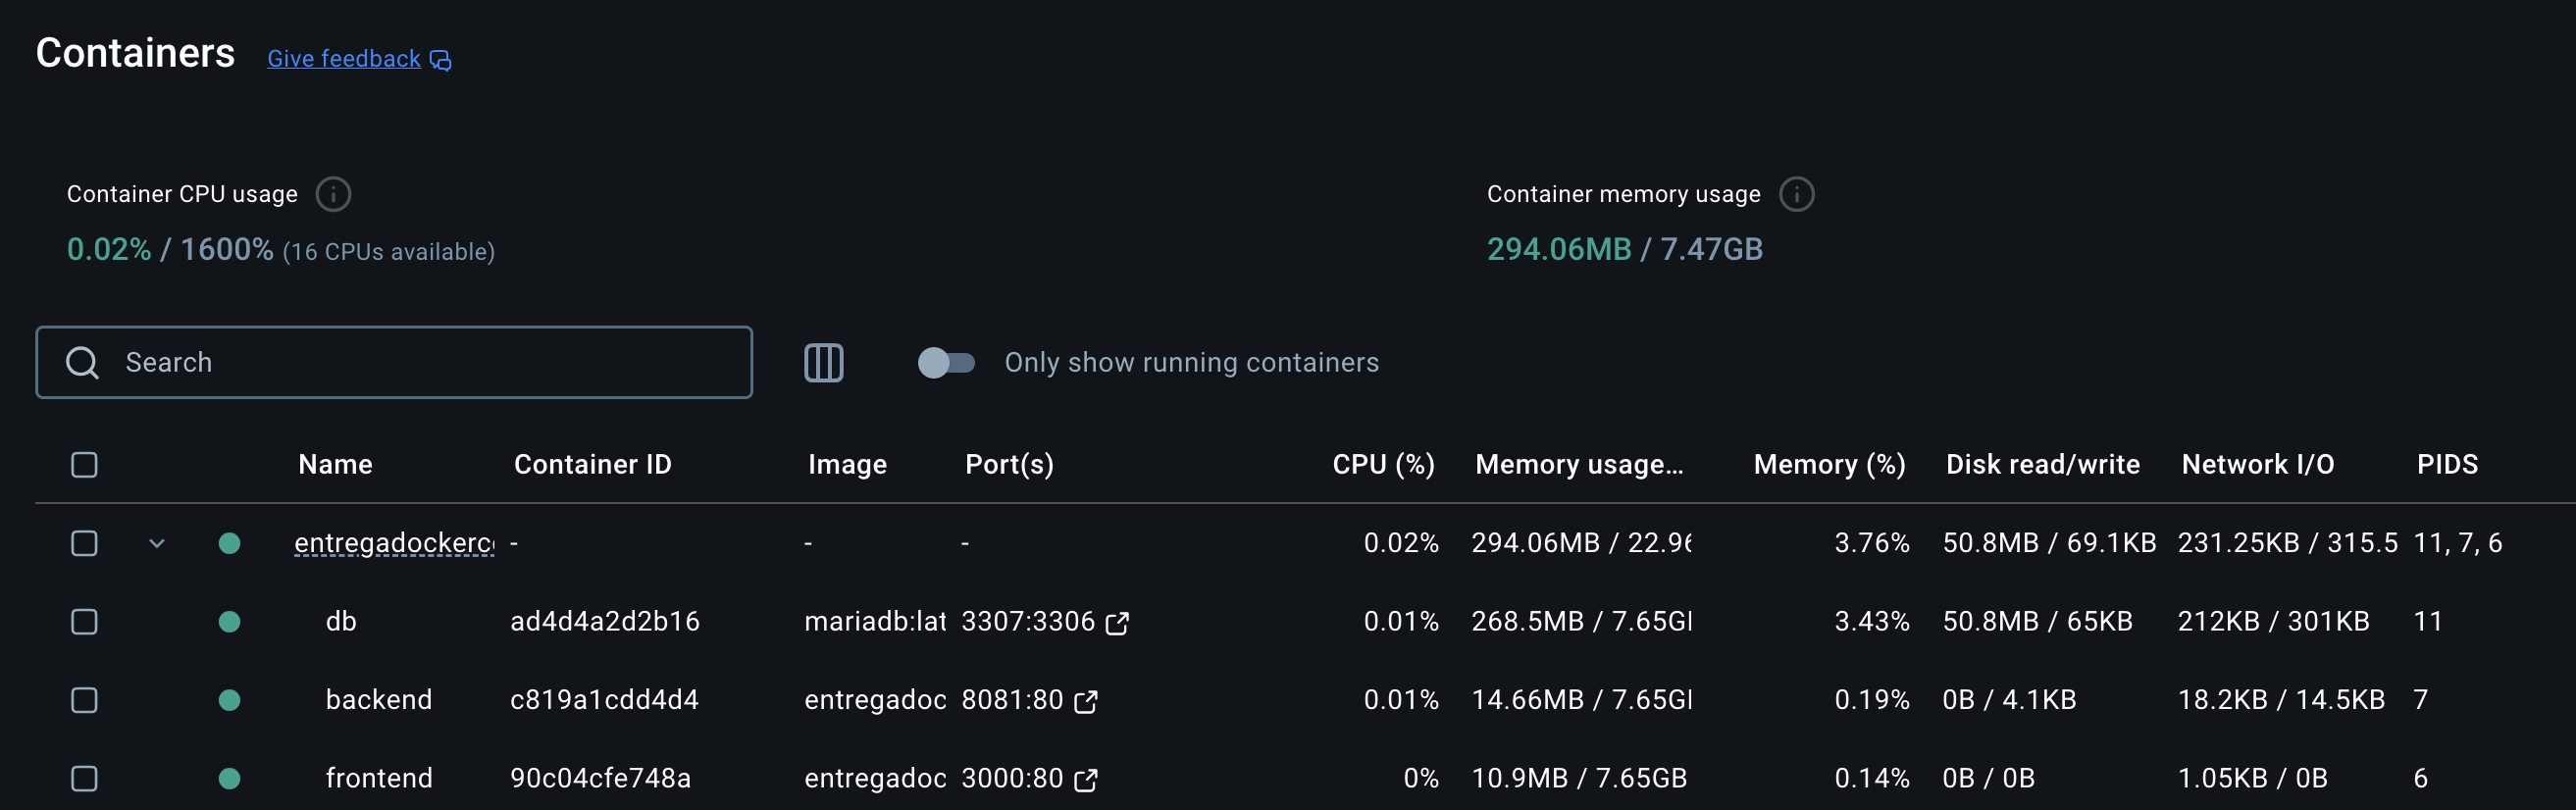 Containers Give feedback
Container CPU usage
0.02% / 1600% (16 CPUs available)
Container memory usage
294.06MB / 7.47GB
Search
Only show running containers
Name Container ID Image Port(s) CPU (%) Memory usage... Memory (%) Disk read/write Network I/O PIDS
entregadockerc - - - 0.02% 294.06MB / 22.96 3.76% 50.8MB / 69.1KB 231.25KB / 315.5 11, 7, 6
db ad4d4a2d2b16 mariadb:lat 3307:3306 0.01% 268.5MB / 7.65G 3.43% 50.8MB / 65KB 212KB / 301KB 11
backend c819a1cdd4d4 entregadoc 8081:80 0.01% 14.66MB / 7.65G 0.19% 0B / 4.1KB 18.2KB / 14.5KB 7
frontend 90c04cfe748a entregadoc 3000:80 0% 10.9MB / 7.65GB 0.14% 0B / 0B 1.05KB / 0B 6